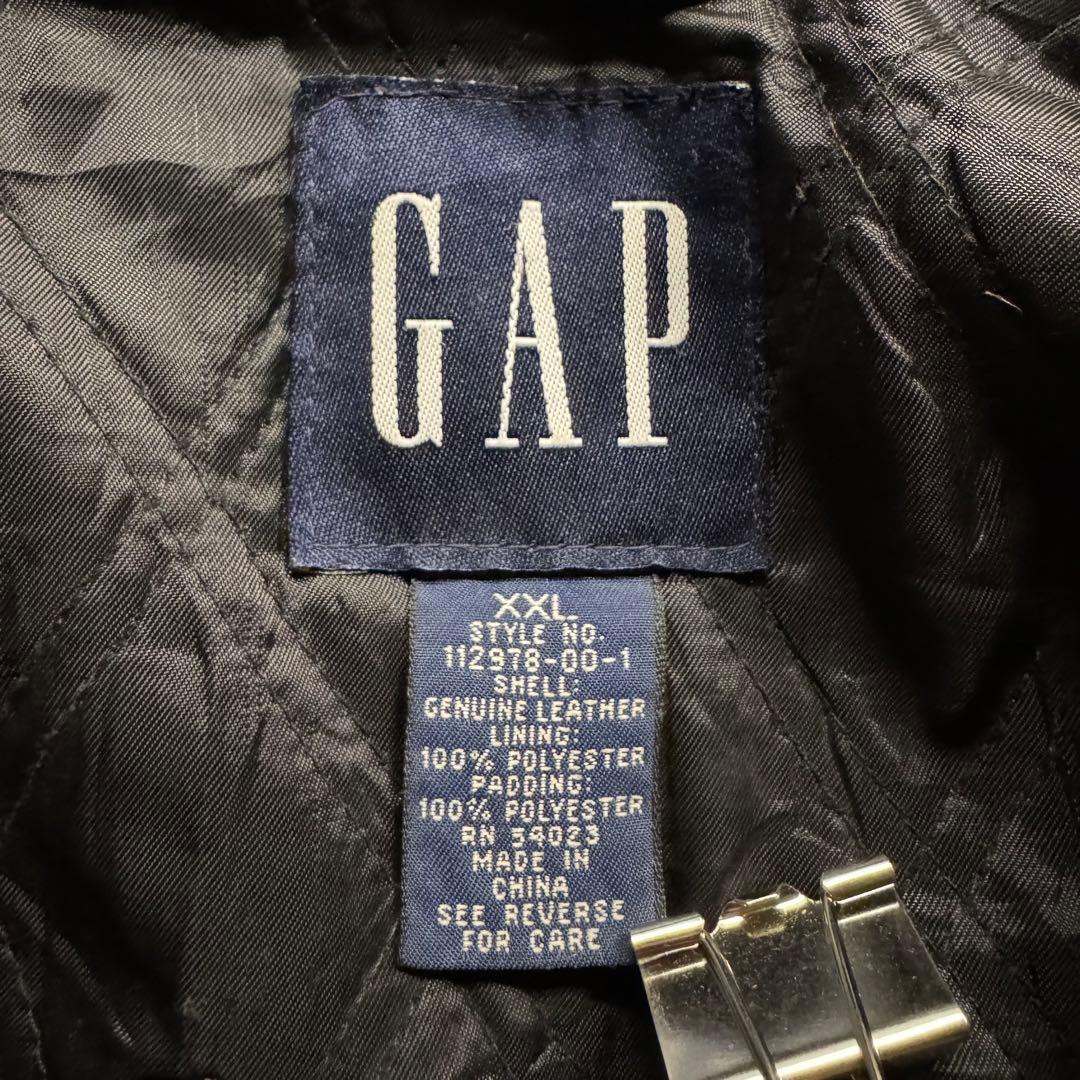 GAP
XXL
STYLE NO.
112978-00-1
SHELL:
GENUINE LEATHER
LINING:
100% POLYESTER
PADDING:
100% POLYESTER
RN 54023
MADE IN
CHINA
SEE REVERSE
FOR CARE